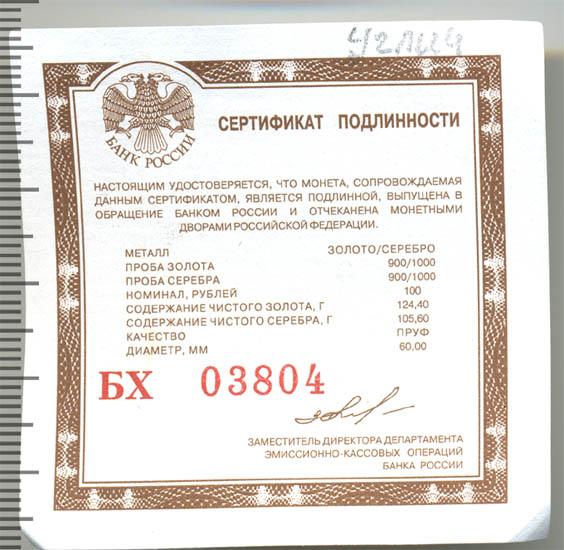 СЕРТИФИКАТ ПОДЛИННОСТИ
БАНК РОССИИ
НАСТОЯЩИМ УДОСТОВЕРЯЕТСЯ, ЧТО МОНЕТА, СОПРОВОЖДАЕМАЯ
ДАННЫМ СЕРТИФИКАТОМ, ЯВЛЯЕТСЯ ПОДЛИННОЙ, ВЫПУЩЕНА В
ОБРАЩЕНИЕ БАНКОМ РОССИИ И ОТЧЕКАНЕНА МОНЕТНЫМИ
ДВОРАМИ РОССИЙСКОЙ ФЕДЕРАЦИИ.
МЕТАЛЛ ЗОЛОТО/СЕРЕБРО
ПРОБА ЗОЛОТА 900/1000
ПРОБА СЕРЕБРА 900/1000
НОМИНАЛ, РУБЛЕЙ 100
СОДЕРЖАНИЕ ЧИСТОГО ЗОЛОТА, Г 124,40
СОДЕРЖАНИЕ ЧИСТОГО СЕРЕБРА, Г 105,60
КАЧЕСТВО ПРУФ
ДИАМЕТР, ММ 60,00
БХ 03804
ЗАМЕСТИТЕЛЬ ДИРЕКТОРА ДЕПАРТАМЕНТА
ЭМИССИОННО-КАССОВЫХ ОПЕРАЦИЙ
БАНКА РОССИИ